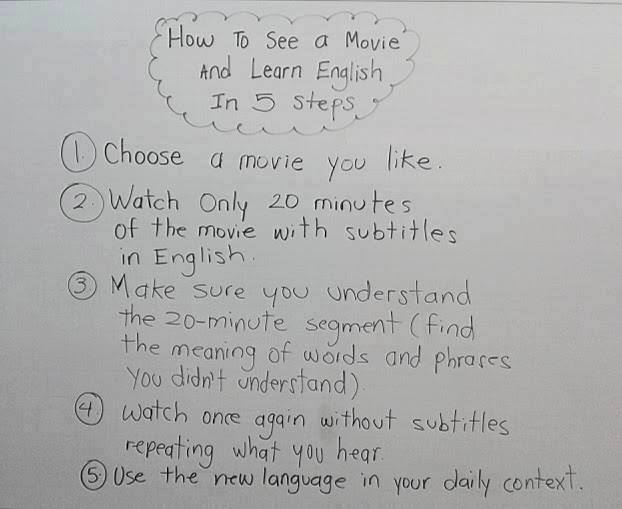 How To See a Movie
And Learn English
In 5 steps
1. Choose a movie you like.
2. Watch Only 20 minutes
of the movie with subtitles
in English.
3. Make sure you understand
the 20-minute segment (find
the meaning of words and phrases
you didn't understand).
4. Watch once again without subtitles
repeating what you hear.
5. Use the new language in your daily context.